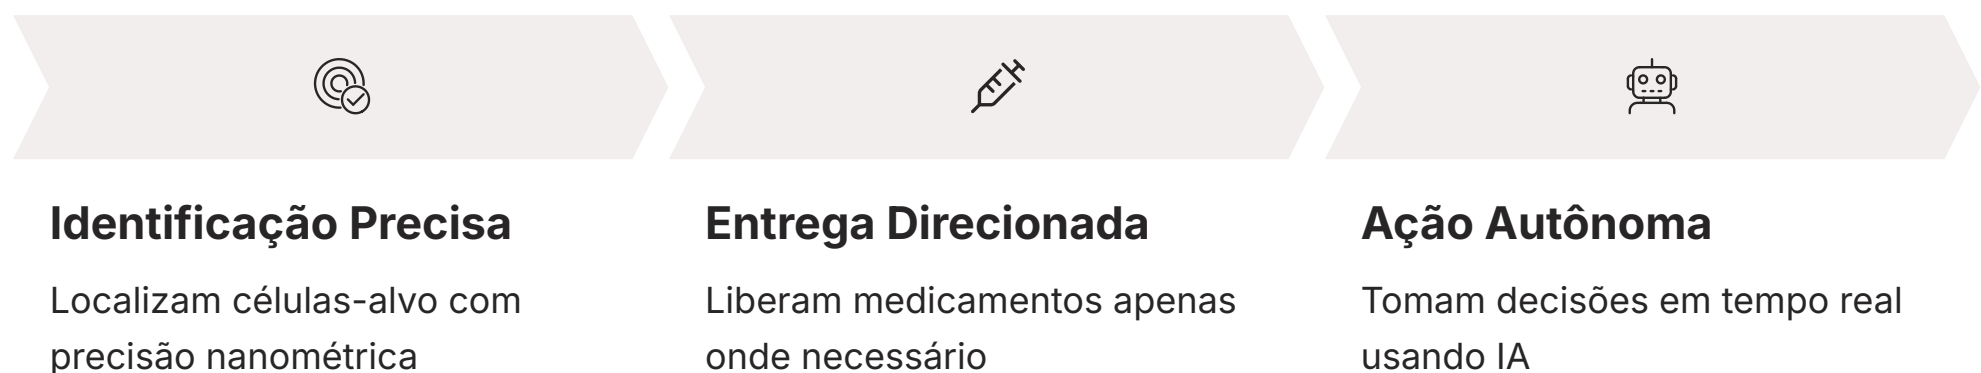 Identificação Precisa
Localizam células-alvo com
precisão nanométrica
Entrega Direcionada
Liberam medicamentos apenas
onde necessário
Ação Autônoma
Tomam decisões em tempo real
usando IA